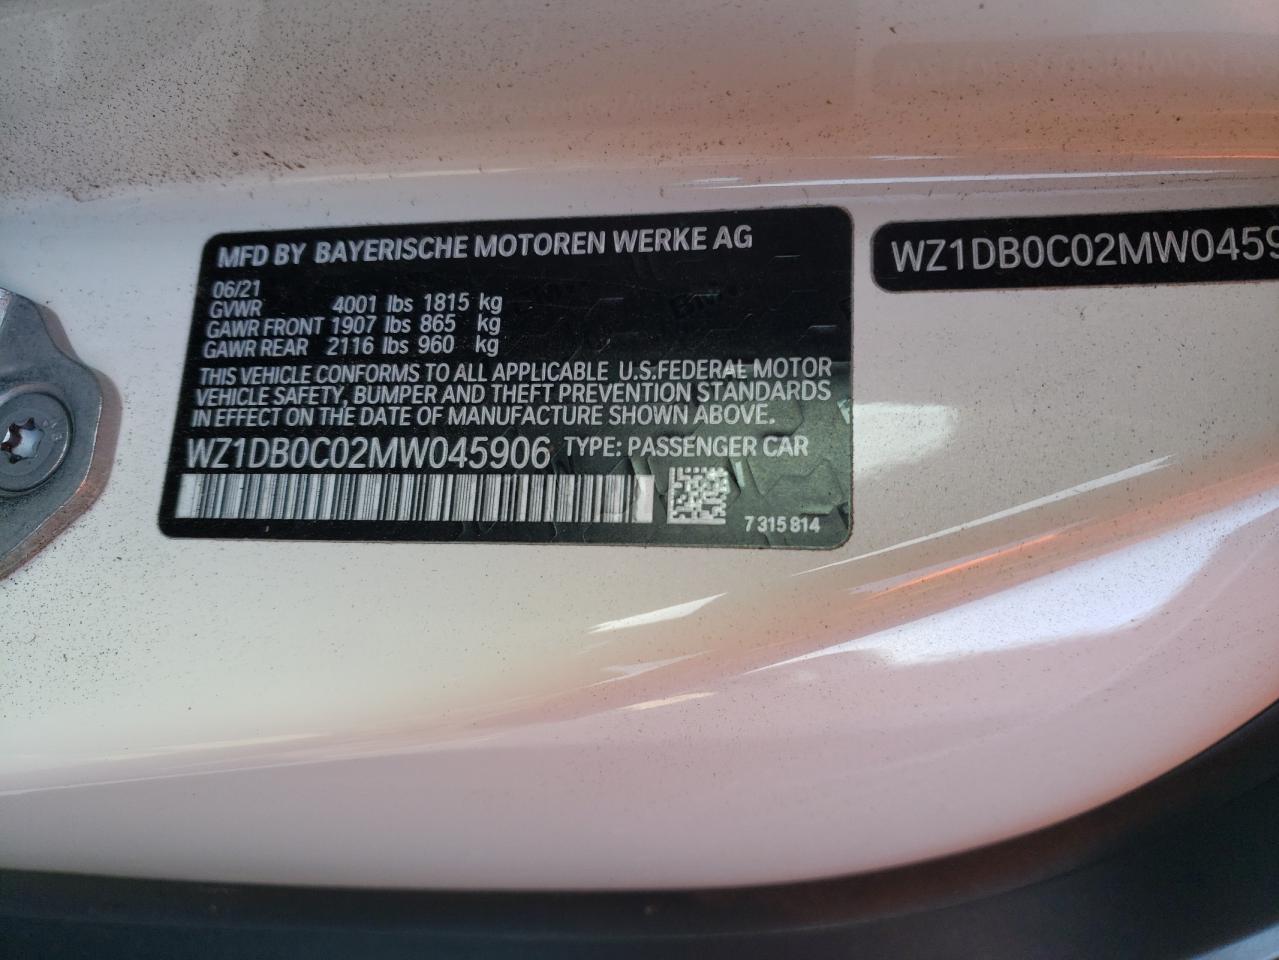 MFD BY BAYERISCHE MOTOREN WERKE AG
06/21
GVWR 4001 lbs 1815 kg
GAWR FRONT 1907 lbs 865 kg
GAWR REAR 2116 lbs 960 kg
THIS VEHICLE CONFORMS TO ALL APPLICABLE U.S.FEDERAL MOTOR
VEHICLE SAFETY, BUMPER AND THEFT PREVENTION STANDARDS
IN EFFECT ON THE DATE OF MANUFACTURE SHOWN ABOVE.
WZ1DB0C02MW045906 TYPE: PASSENGER CAR
7 315 814
WZ1DB0C02MW0459